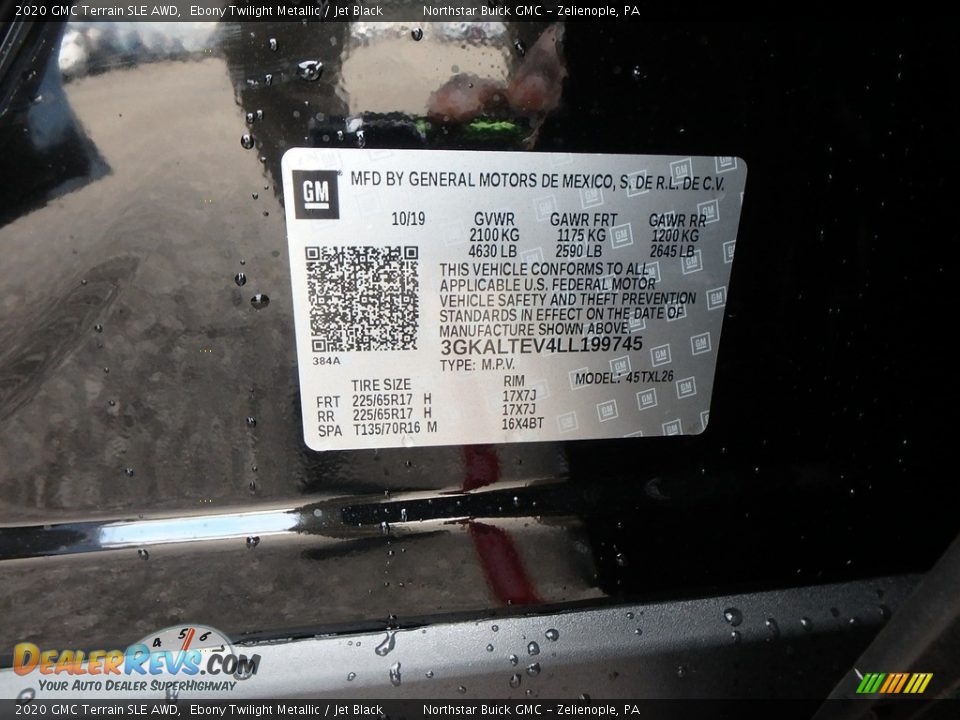 2020 GMC Terrain SLE AWD, Ebony Twilight Metallic / Jet Black Northstar Buick GMC - Zelienople, PA
GM MFD BY GENERAL MOTORS DE MEXICO, S. DE R.L. DE C.V.
10/19 GVWR GAWR FRT GAWR RR
2100 KG 1175 KG 1200 KG
4630 LB 2590 LB 2645 LB
THIS VEHICLE CONFORMS TO ALL
APPLICABLE U.S. FEDERAL MOTOR
VEHICLE SAFETY AND THEFT PREVENTION
STANDARDS IN EFFECT ON THE DATE OF
MANUFACTURE SHOWN ABOVE.
3GKALTEV4LL199745
384A TYPE: M.P.V.
TIRE SIZE RIM MODEL: 45TXL26
FRT 225/65R17 H 17X7J
RR 225/65R17 H 17X7J
SPA T135/70R16 M 16X4BT
4 5 6
DEALERREVS.COM
YOUR AUTO DEALER SUPERHIGHWAY
2020 GMC Terrain SLE AWD, Ebony Twilight Metallic / Jet Black Northstar Buick GMC - Zelienople, PA